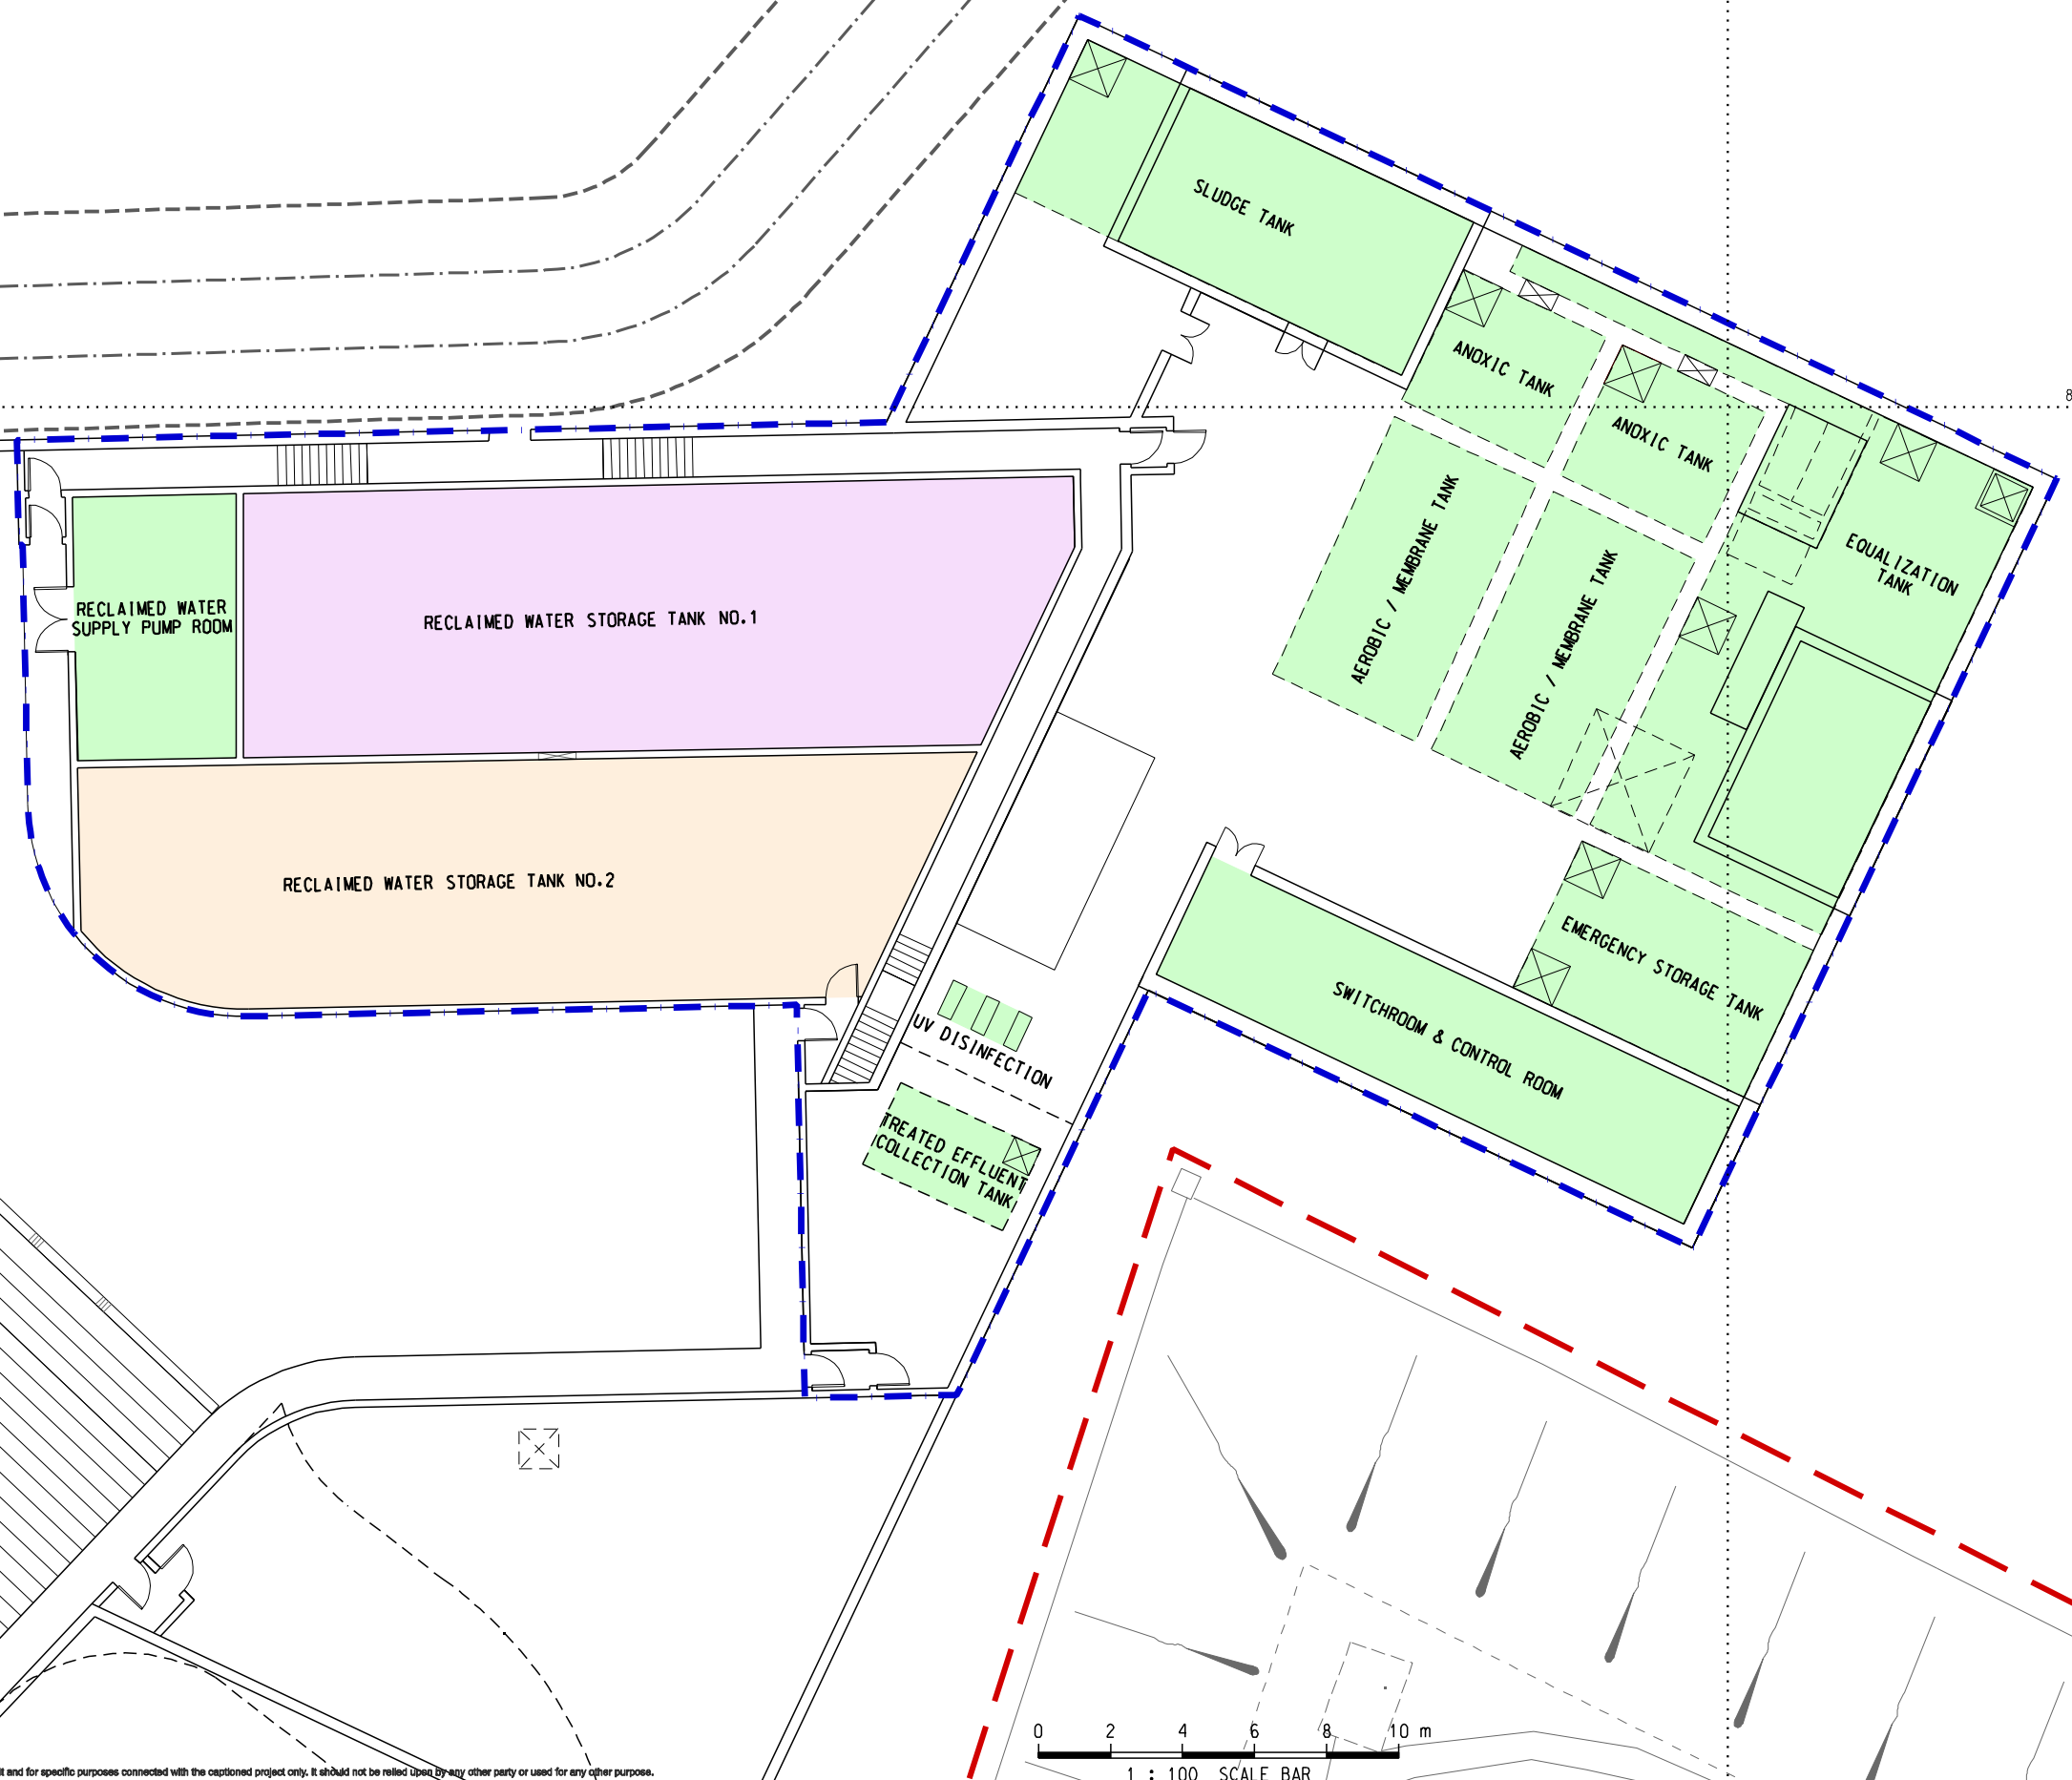 SLUDGE TANK
ANOXIC TANK
ANOXIC TANK
8
AEROBIC / MEMBRANE TANK
AEROBIC / MEMBRANE TANK
EQUALIZATION
TANK
RECLAIMED WATER
SUPPLY PUMP ROOM
RECLAIMED WATER STORAGE TANK NO.1
RECLAIMED WATER STORAGE TANK NO.2
EMERGENCY STORAGE TANK
SWITCHROOM & CONTROL ROOM
UV DISINFECTION
TREATED EFFLUENT
COLLECTION TANK
0 2 4 6 8 10 m
1 : 100 SCALE BAR
it and for specific purposes connected with the captioned project only. It should not be relied upon by any other party or used for any other purpose.